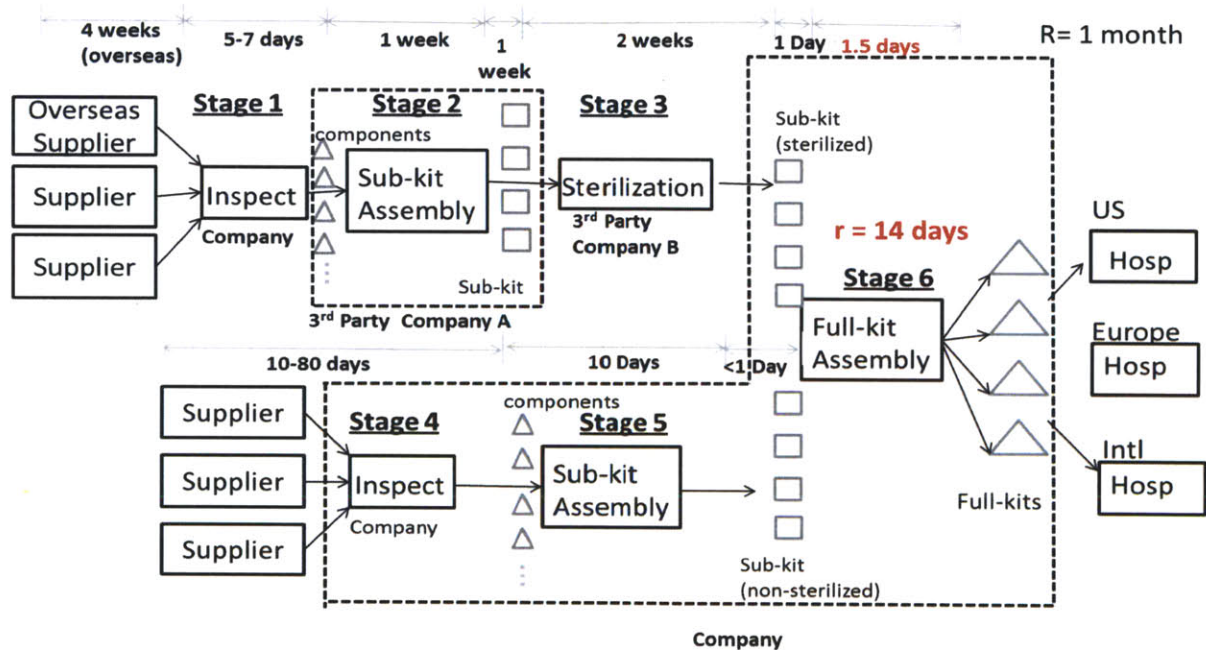 4 weeks
(overseas)
5-7 days
1 week
1
week
2 weeks
1 Day
1.5 days
R= 1 month
Overseas
Supplier
Supplier
Supplier
Stage 1
Inspect
Company
Stage 2
components
Sub-kit
Assembly
Sub-kit
3rd Party Company A
Stage 3
Sterilization
3rd Party
Company B
Sub-kit
(sterilized)
r = 14 days
Stage 6
Full-kit
Assembly
Full-kits
US
Hosp
Europe
Hosp
Intl
Hosp
10-80 days
10 Days
<1 Day
Supplier
Supplier
Supplier
Stage 4
Inspect
Company
components
Stage 5
Sub-kit
Assembly
Sub-kit
(non-sterilized)
Company